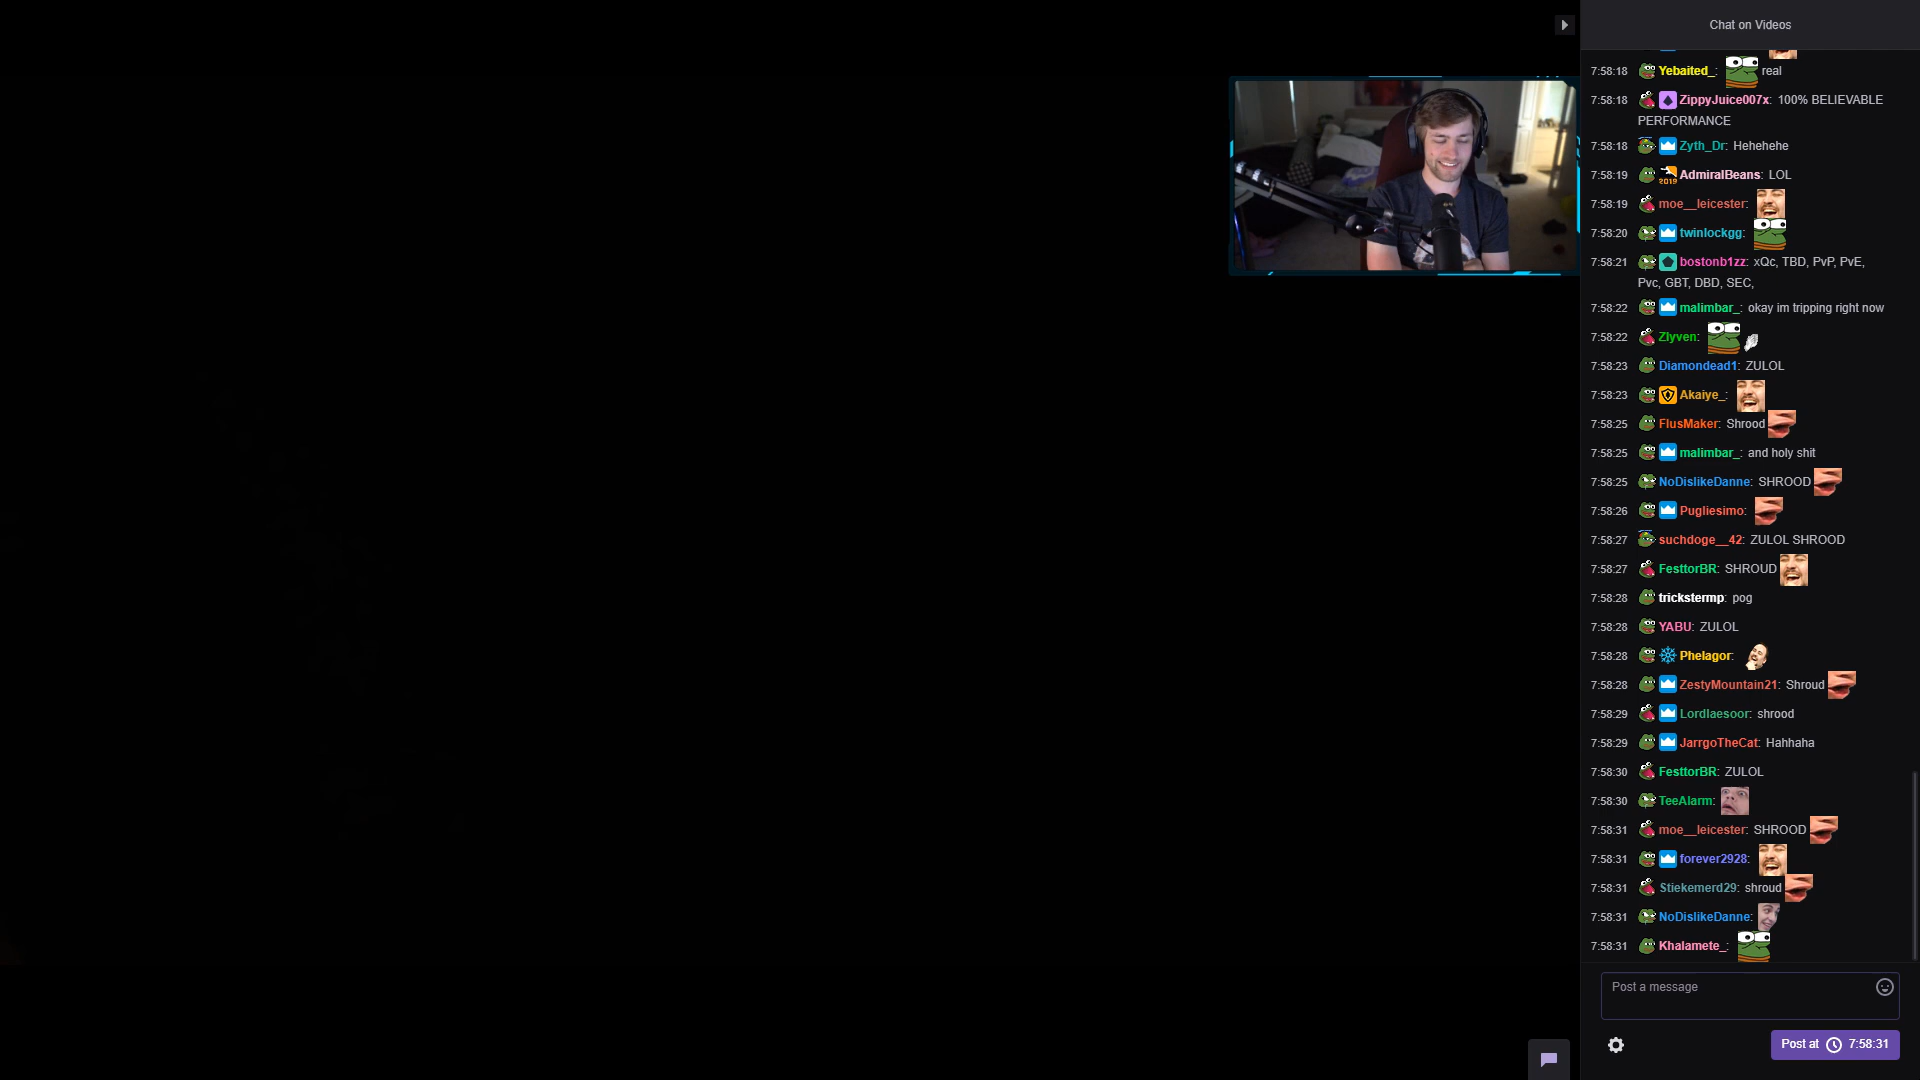 Chat on Videos
7:58:18 Yebaited_: real
7:58:18 ZippyJuice007x: 100% BELIEVABLE
PERFORMANCE
7:58:18 Zyth_Dr: Hehehehe
7:58:19 2019 AdmiralBeans: LOL
7:58:19 moe__leicester:
7:58:20 twinlockgg:
7:58:21 bostonb1zz: xQc, TBD, PvP, PvE,
Pvc, GBT, DBD, SEC,
7:58:22 malimbar_: okay im tripping right now
7:58:22 Zlyven:
7:58:23 Diamondead1: ZULOL
7:58:23 Akaiye_:
7:58:25 FlusMaker: Shrood
7:58:25 malimbar_: and holy shit
7:58:25 NoDislikeDanne: SHROOD
7:58:26 Pugliesimo:
7:58:27 suchdoge__42: ZULOL SHROOD
7:58:27 FesttorBR: SHROUD
7:58:28 trickstermp: pog
7:58:28 YABU: ZULOL
7:58:28 Phelagor:
7:58:28 ZestyMountain21: Shroud
7:58:29 Lordlaesoor: shrood
7:58:29 JarrgoTheCat: Hahhaha
7:58:30 FesttorBR: ZULOL
7:58:30 TeeAlarm:
7:58:31 moe__leicester: SHROOD
7:58:31 forever2928:
7:58:31 Stiekemerd29: shroud
7:58:31 NoDislikeDanne:
7:58:31 Khalamete_:
Post a message
Post at 7:58:31